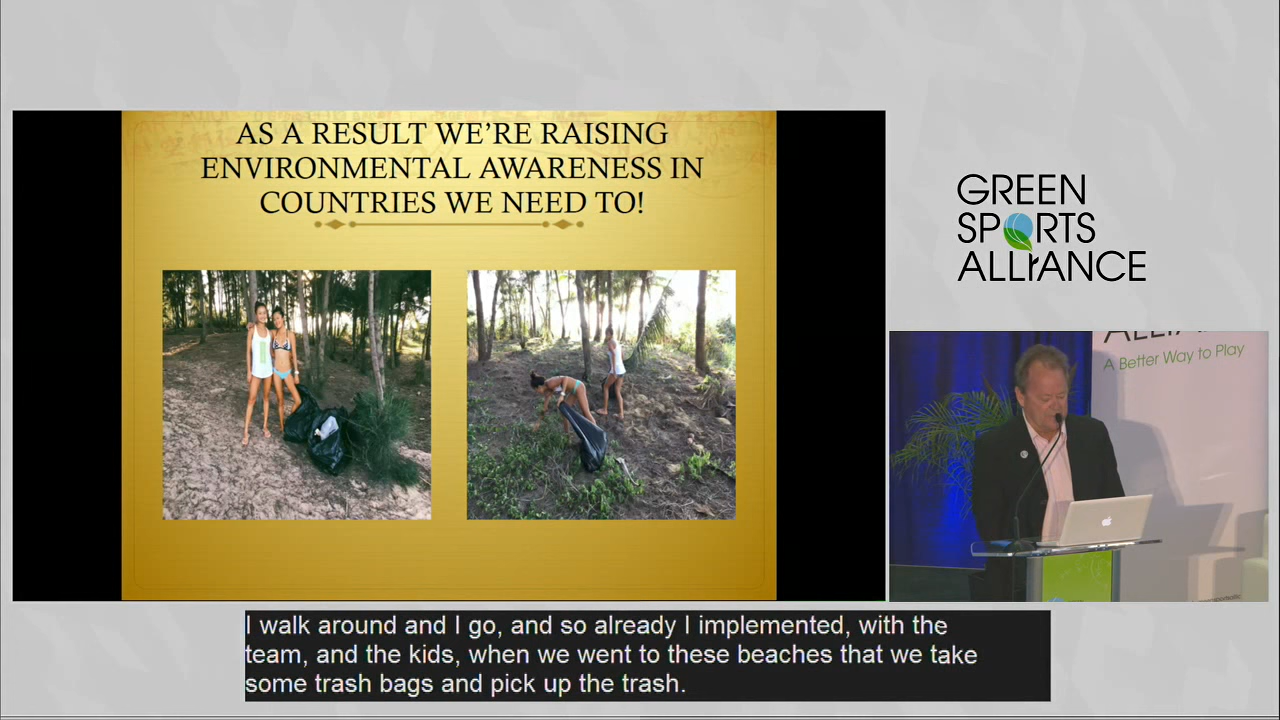 AS A RESULT WE'RE RAISING
ENVIRONMENTAL AWARENESS IN
COUNTRIES WE NEED TO!
GREEN
SPORTS
ALLIANCE
A Better Way to Play
I walk around and I go, and so already I implemented, with the
team, and the kids, when we went to these beaches that we take
some trash bags and pick up the trash.